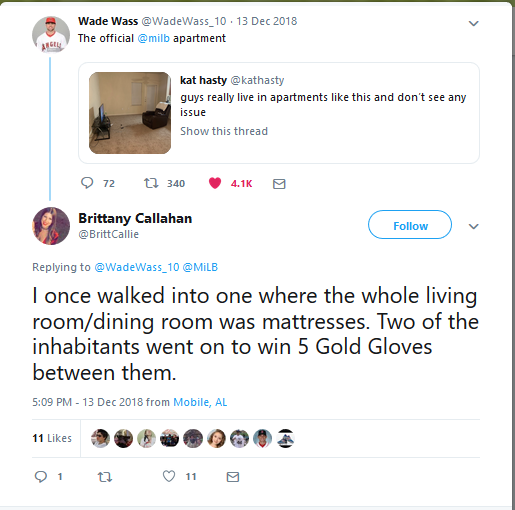 Wade Wass @WadeWass_10 · 13 Dec 2018
The official @milb apartment
kat hasty @kathasty
guys really live in apartments like this and don't see any
issue
Show this thread
72 340 4.1K
Brittany Callahan
@BrittCallie
Follow
Replying to @WadeWass_10 @MiLB
I once walked into one where the whole living
room/dining room was mattresses. Two of the
inhabitants went on to win 5 Gold Gloves
between them.
5:09 PM - 13 Dec 2018 from Mobile, AL
11 Likes
1 11